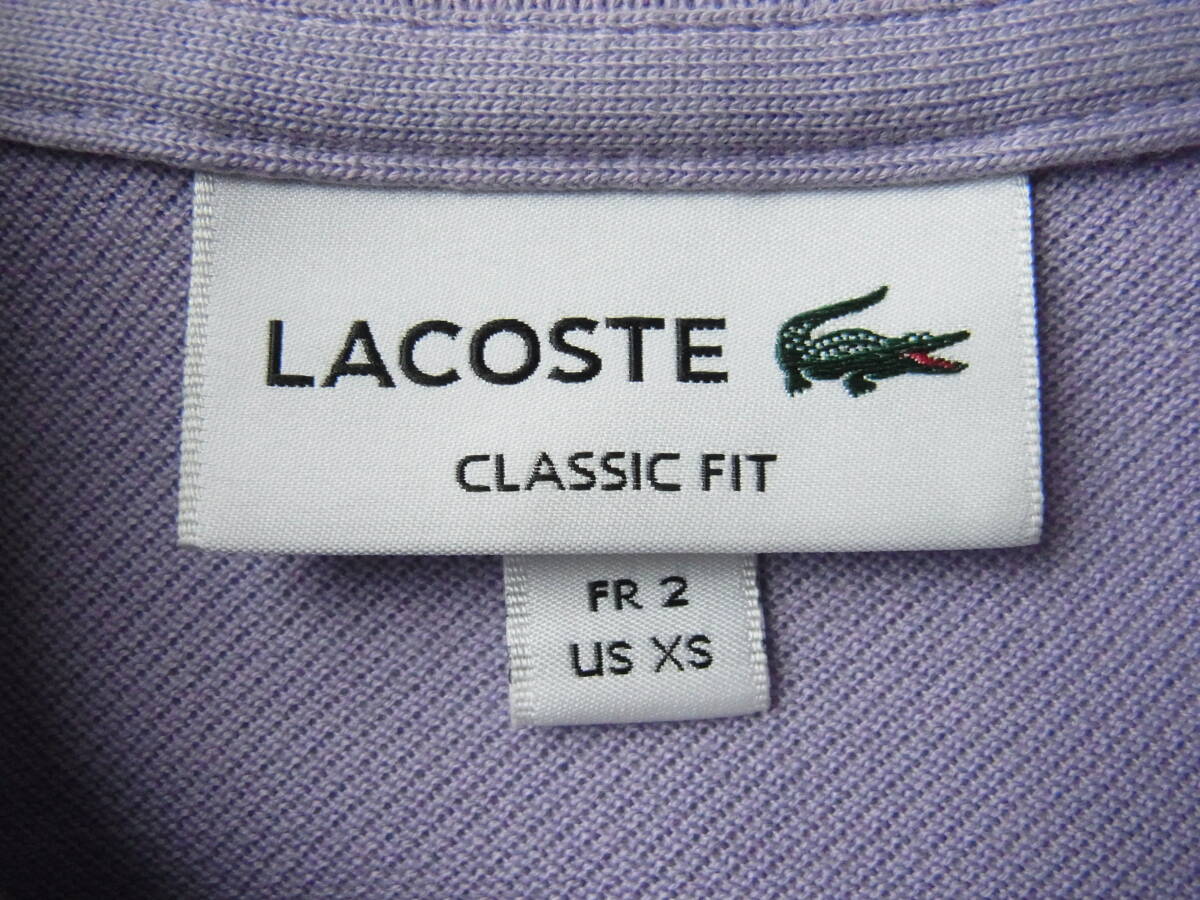 LACOSTE
CLASSIC FIT
FR 2
US XS